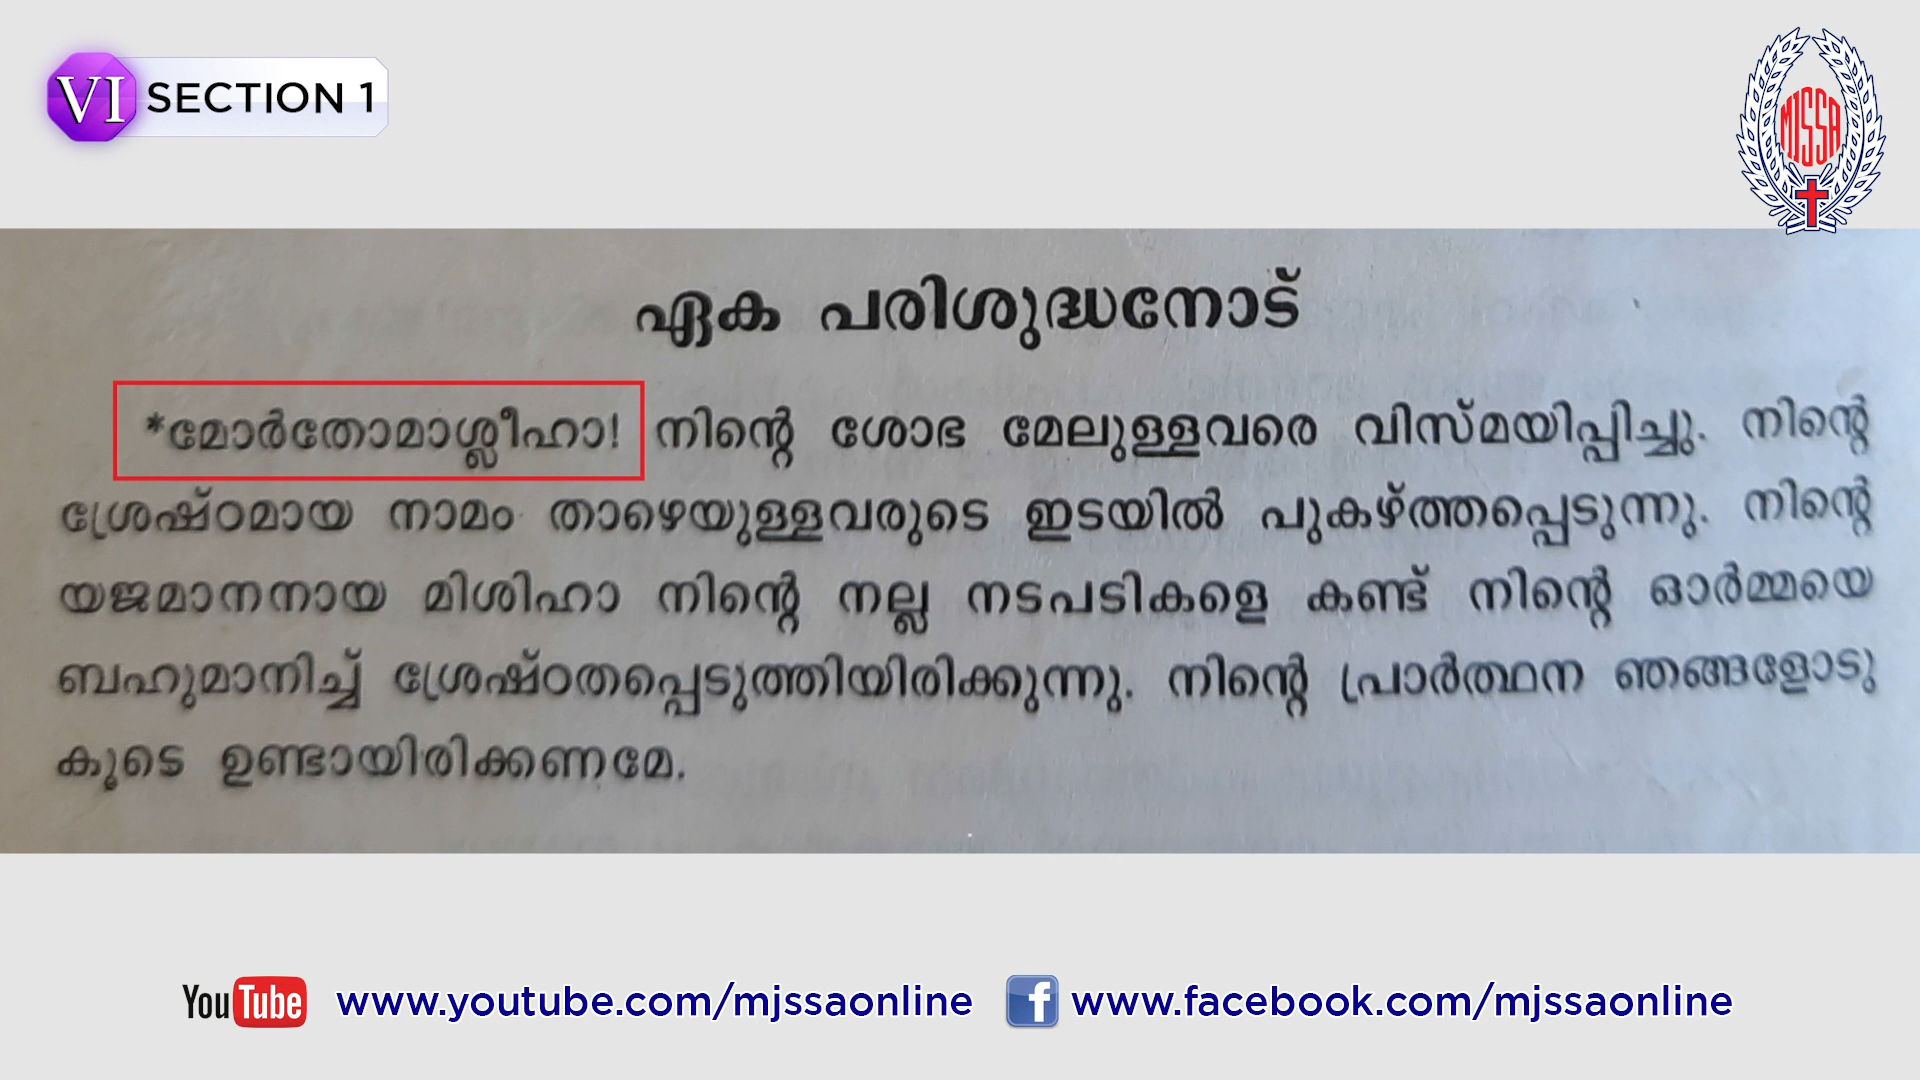 VI SECTION 1
MJSSA
ഏക പരിശുദ്ധനോട്
*മോർതോമാശ്ലീഹാ! നിന്റെ ശോഭ മേലുള്ളവരെ വിസ്മയിപ്പിച്ചു. നിന്റെ
ശ്രേഷ്ഠമായ നാമം താഴെയുള്ളവരുടെ ഇടയിൽ പുകഴ്ത്തപ്പെടുന്നു. നിന്റെ
യജമാനനായ മിശിഹാ നിന്റെ നല്ല നടപടികളെ കണ്ട് നിന്റെ ഓർമ്മയെ
ബഹുമാനിച്ച് ശ്രേഷ്ഠതപ്പെടുത്തിയിരിക്കുന്നു. നിന്റെ പ്രാർത്ഥന ഞങ്ങളോടു
കൂടെ ഉണ്ടായിരിക്കണമേ.
YouTube www.youtube.com/mjssaonline f www.facebook.com/mjssaonline